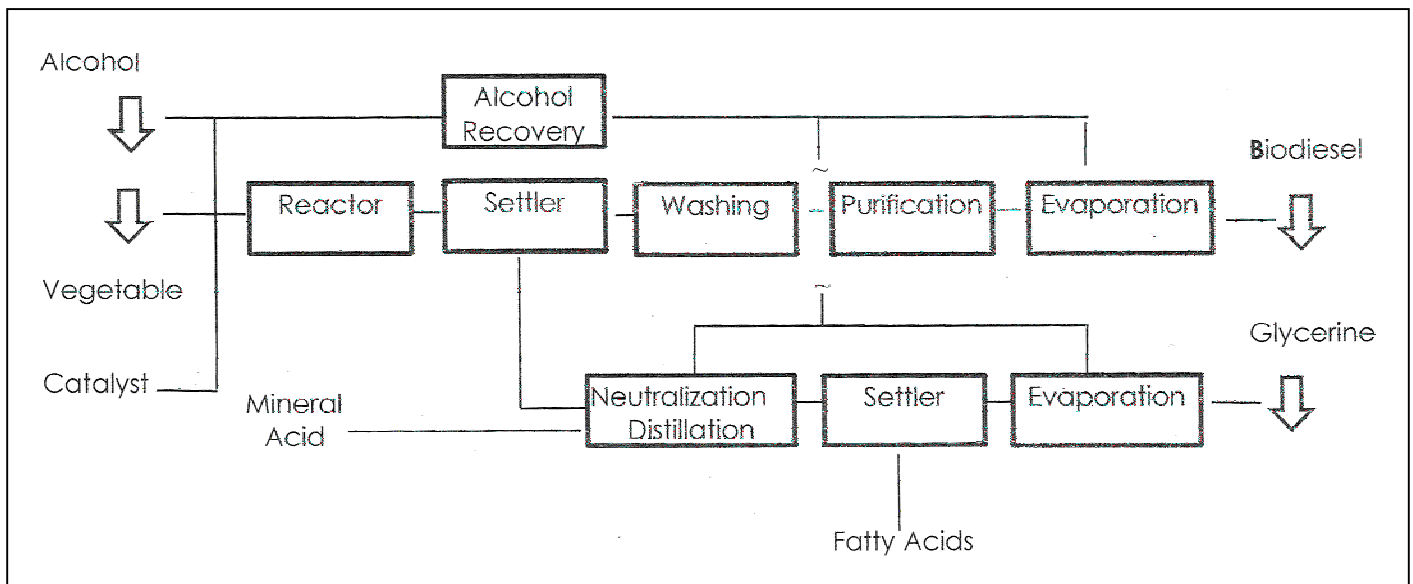 Alcohol
Alcohol
Recovery
Biodiesel
Reactor
Settler
Washing
Purification
Evaporation
Vegetable
Glycerine
Catalyst
Mineral
Acid
Neutralization
Distillation
Settler
Evaporation
Fatty Acids